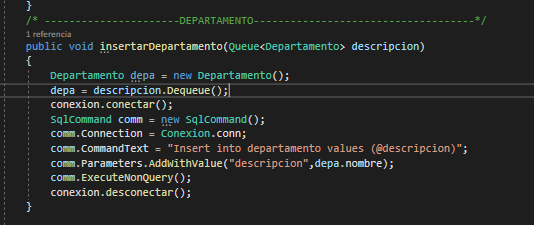 }
/* -----------------------DEPARTAMENTO-------------------------------------*/
1 referencia
public void insertarDepartamento(Queue<Departamento> descripcion)
{
Departamento depa = new Departamento();
depa = descripcion.Dequeue();
conexion.conectar();
SqlCommand comm = new SqlCommand();
comm.Connection = Conexion.conn;
comm.CommandText = "Insert into departamento values (@descripcion)";
comm.Parameters.AddWithValue("descripcion",depa.nombre);
comm.ExecuteNonQuery();
conexion.desconectar();
}